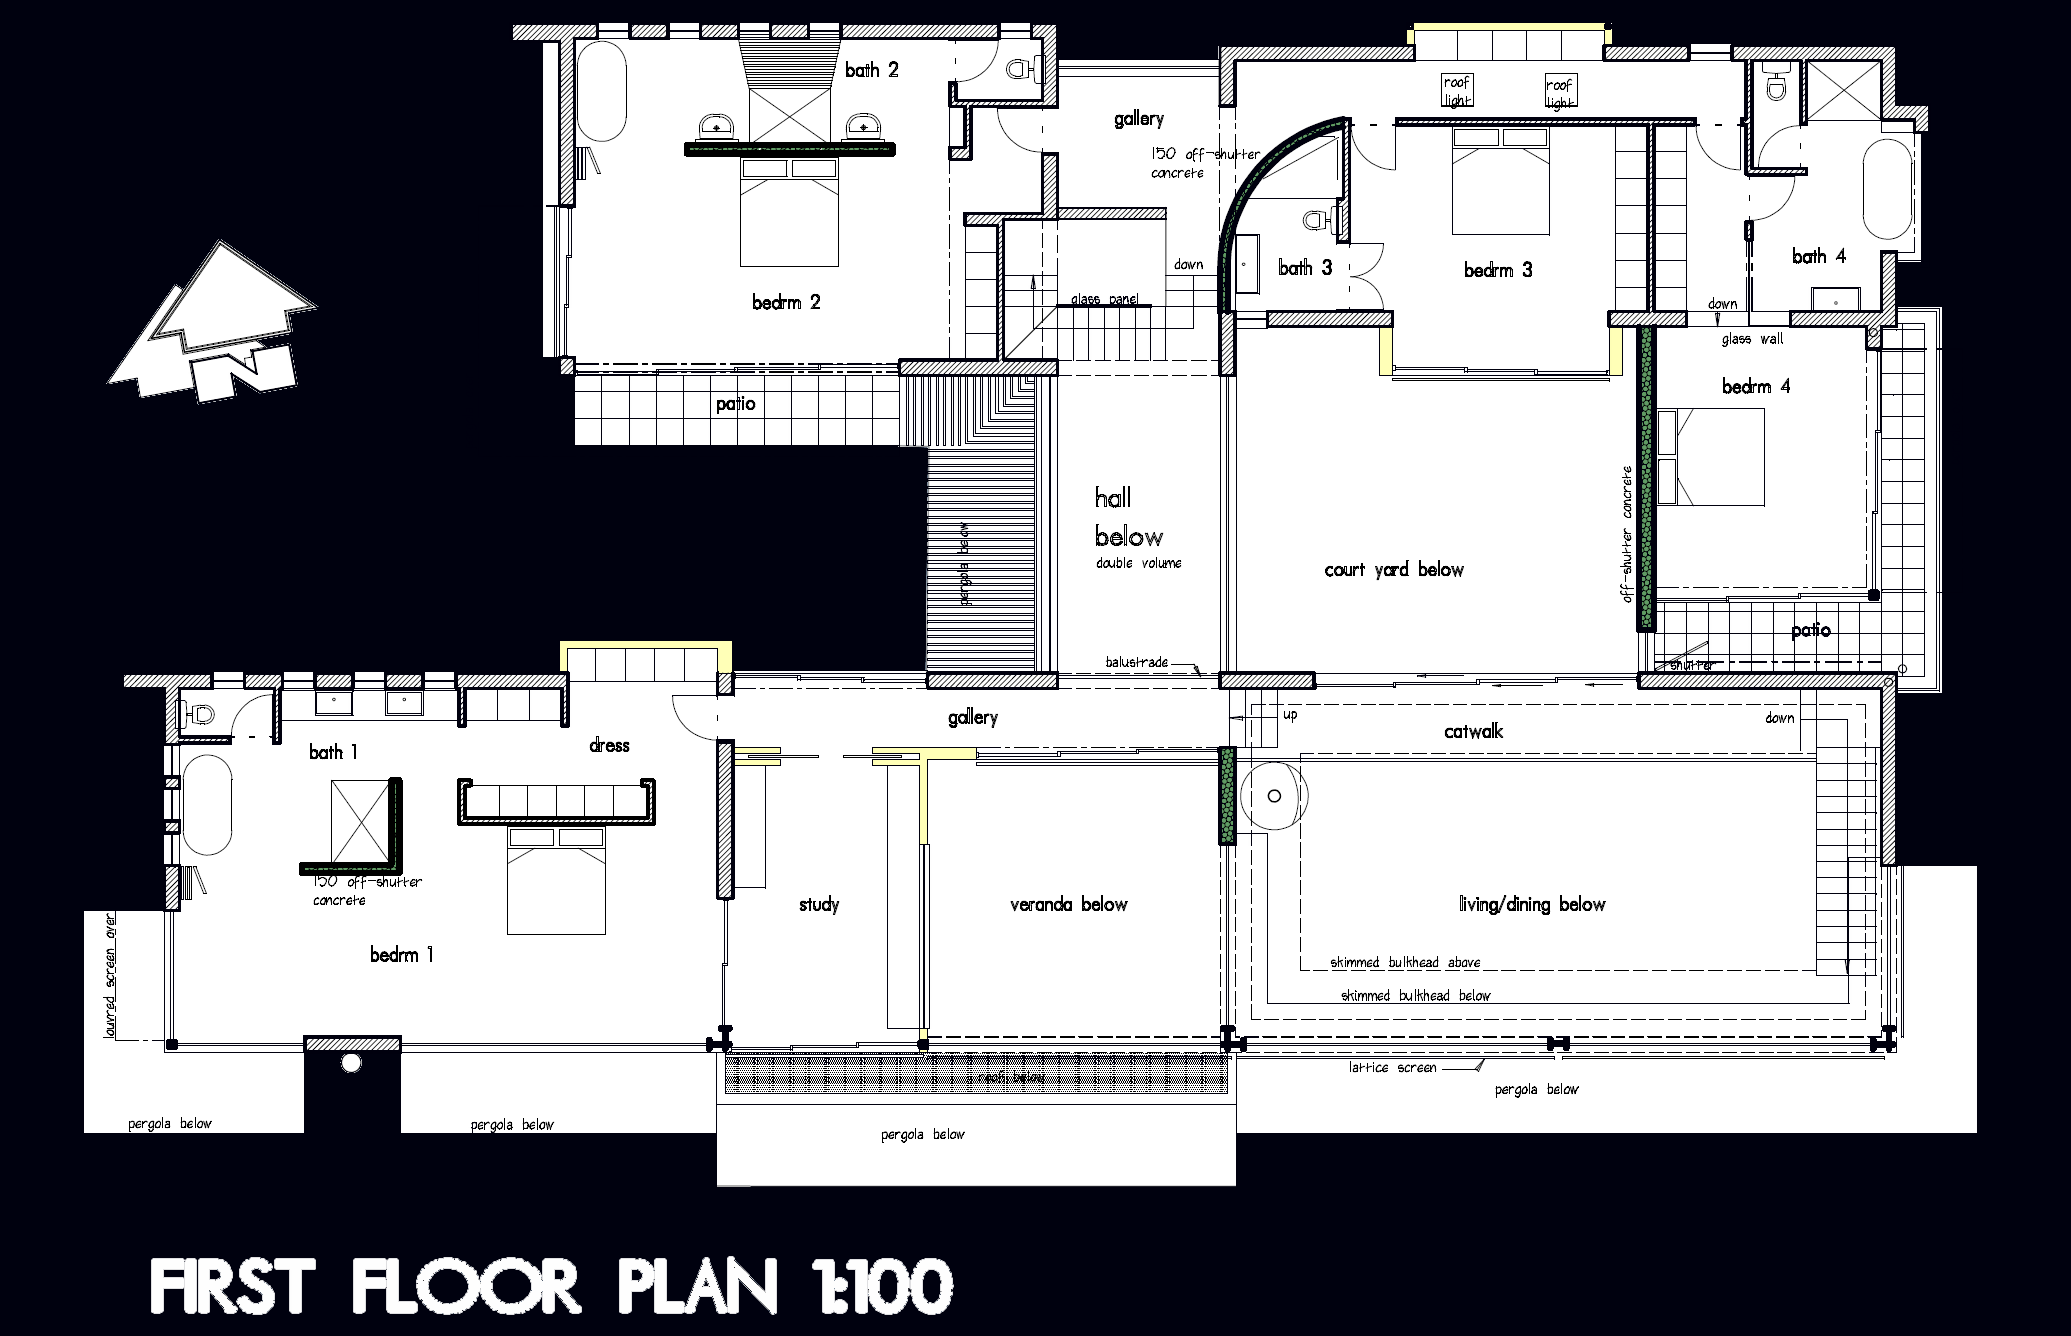 bath 2
roof
light
roof
light
gallery
150 off-shutter
concrete
down
bath 3
bedrm 3
bath 4
N
bedrm 2
glass panel
down
glass wall
bedrm 4
patio
hall
below
double volume
pergola below
court yard below
off-shutter concrete
patio
shutter
balustrade
gallery
up
catwalk
down
bath 1
dress
150 off-shutter
concrete
study
veranda below
living/dining below
bedrm 1
louvred screen over
skimmed bulkhead above
skimmed bulkhead below
lattice screen
roof below
pergola below
pergola below
pergola below
pergola below
FIRST FLOOR PLAN 1:100